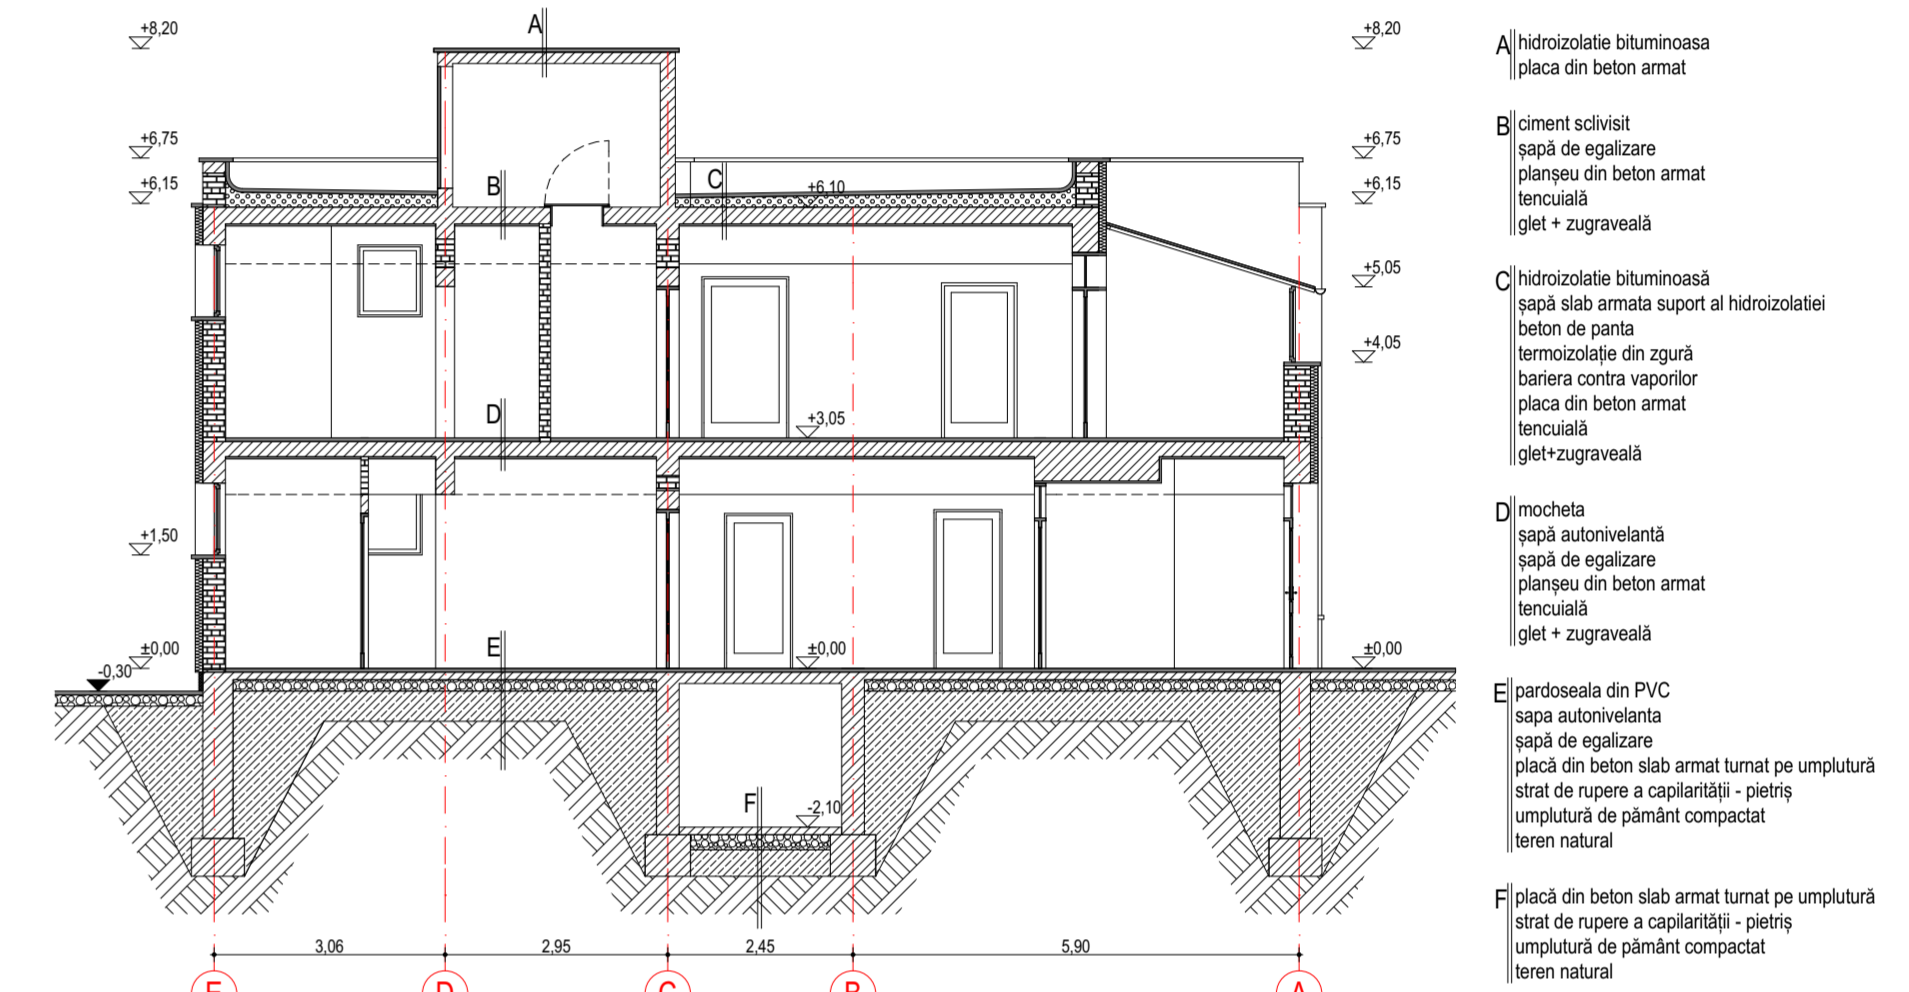 A
+8,20
+8,20
+6,75
+6,75
+6,15
+6,15
B
C
+6,10
+5,05
+4,05
D
+3,05
+1,50
E
±0,00
±0,00
±0,00
-0,30
F
-2,10
3,06
2,95
2,45
5,90
E
D
C
B
A
A hidroizolatie bituminoasa
placa din beton armat
B ciment sclivisit
șapă de egalizare
planșeu din beton armat
tencuială
glet + zugraveală
C hidroizolatie bituminoasă
șapă slab armata suport al hidroizolatiei
beton de panta
termoizolație din zgură
bariera contra vaporilor
placa din beton armat
tencuială
glet+zugraveală
D mocheta
șapă autonivelantă
șapă de egalizare
planșeu din beton armat
tencuială
glet + zugraveală
E pardoseala din PVC
sapa autonivelanta
șapă de egalizare
placă din beton slab armat turnat pe umplutură
strat de rupere a capilarității - pietriș
umplutură de pământ compactat
teren natural
F placă din beton slab armat turnat pe umplutură
strat de rupere a capilarității - pietriș
umplutură de pământ compactat
teren natural